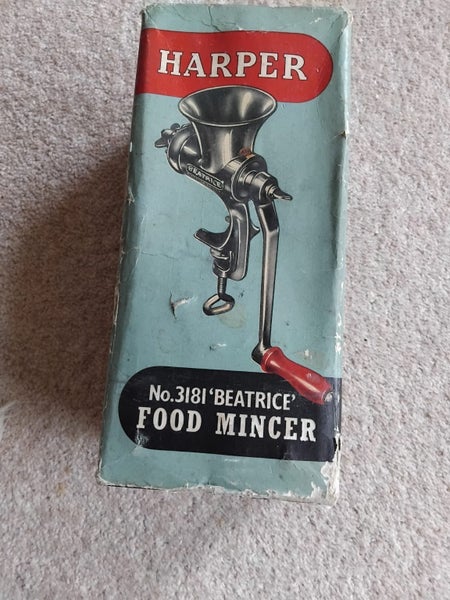 HARPER
BEATRICE
No.3181 'BEATRICE'
FOOD MINCER